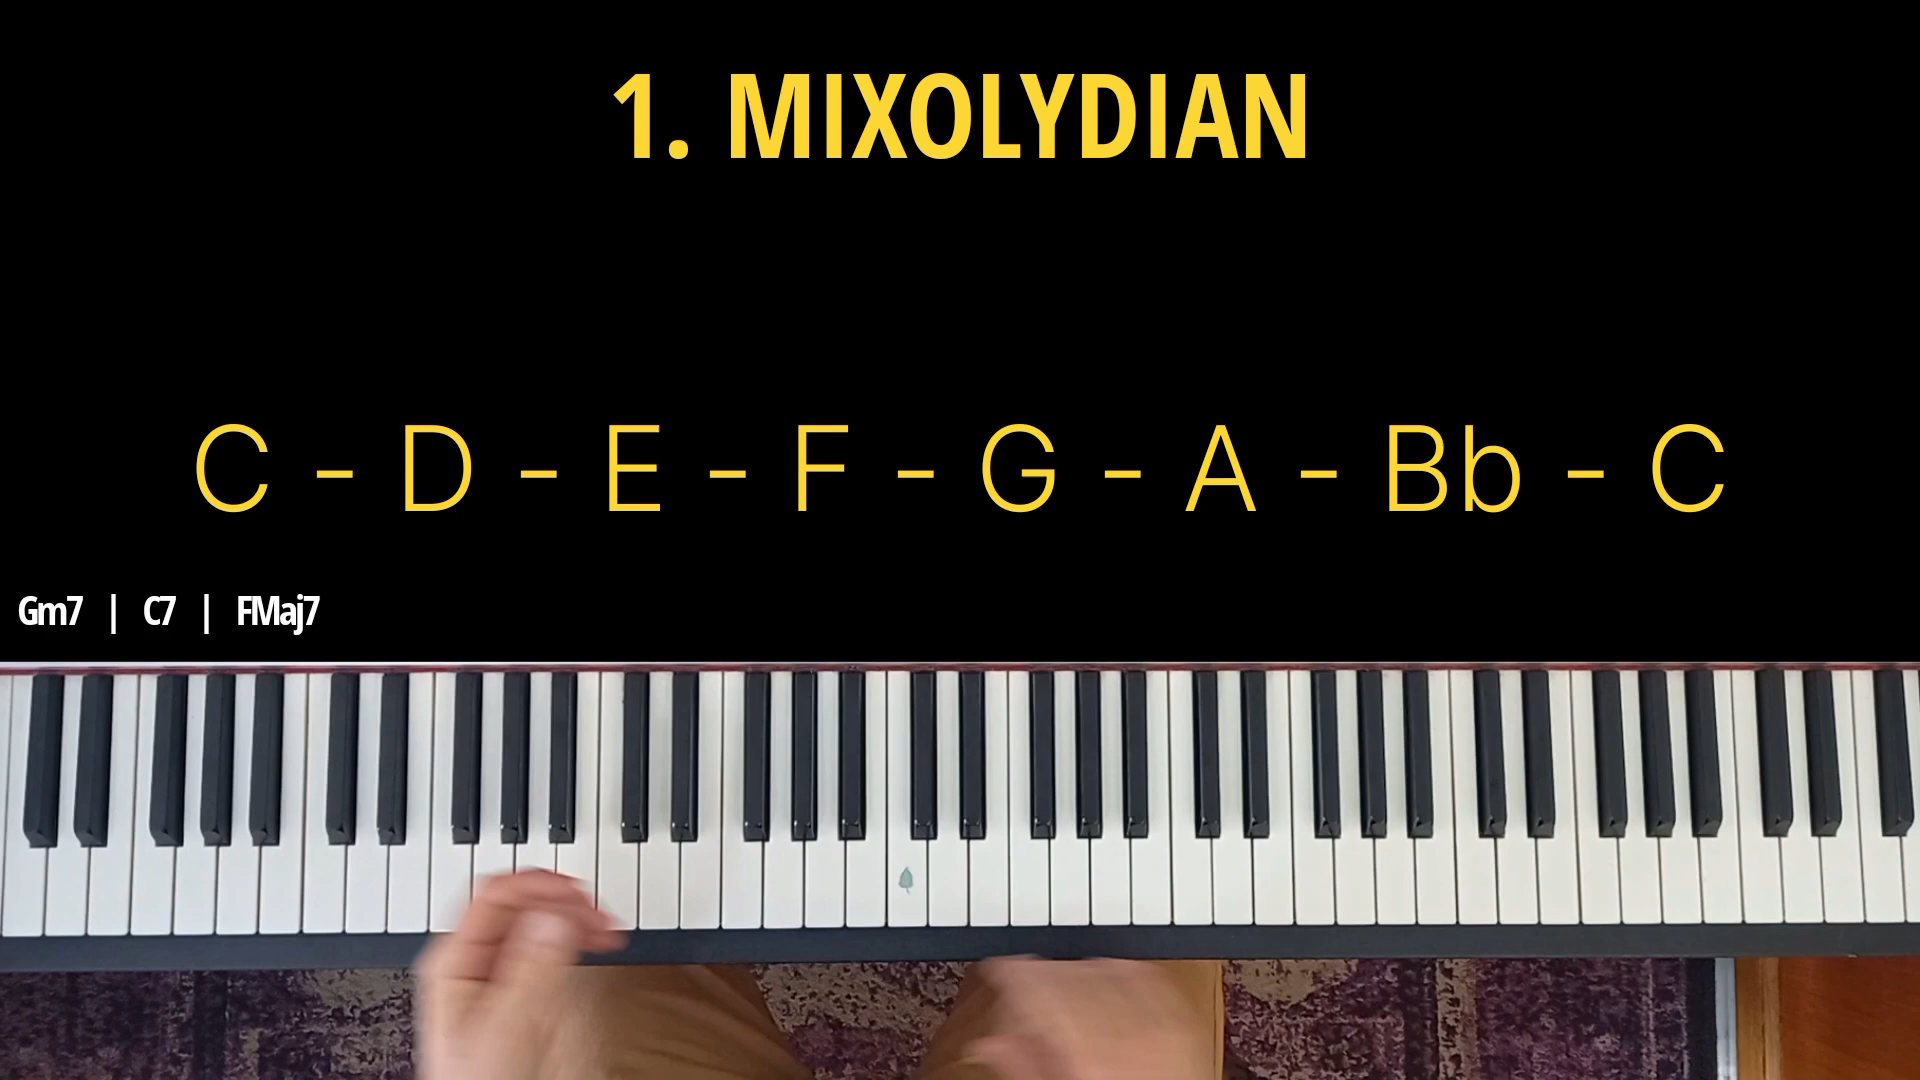 1. MIXOLYDIAN
C - D - E - F - G - A - Bb - C
Gm7 | C7 | FMaj7